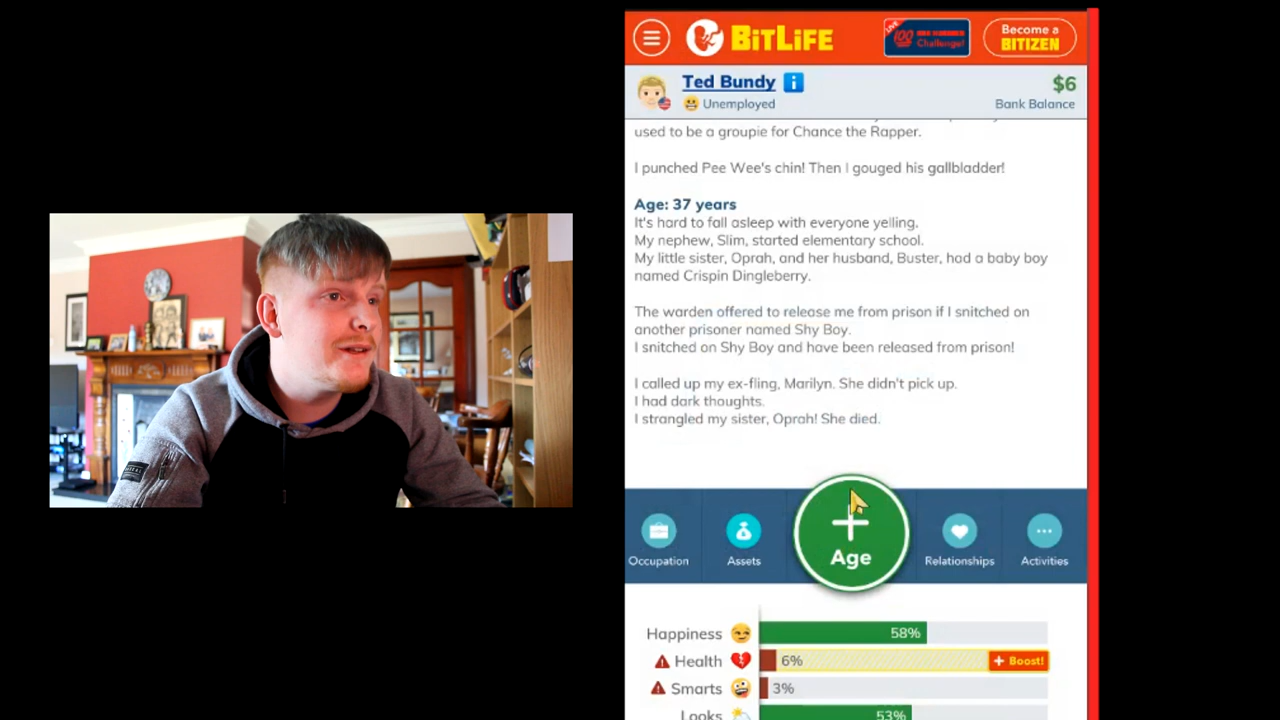 BITLIFE
LIVE
100
Challenge!
Become a
BITIZEN
Ted Bundy
$6
Unemployed
Bank Balance
used to be a groupie for Chance the Rapper.
I punched Pee Wee's chin! Then I gouged his gallbladder!
Age: 37 years
It's hard to fall asleep with everyone yelling.
My nephew, Slim, started elementary school.
My little sister, Oprah, and her husband, Buster, had a baby boy
named Crispin Dingleberry.
The warden offered to release me from prison if I snitched on
another prisoner named Shy Boy.
I snitched on Shy Boy and have been released from prison!
I called up my ex-fling, Marilyn. She didn't pick up.
I had dark thoughts.
I strangled my sister, Oprah! She died.
Occupation
Assets
Age
Relationships
Activities
Happiness 58%
Health 6% + Boost!
Smarts 3%
Looks 53%